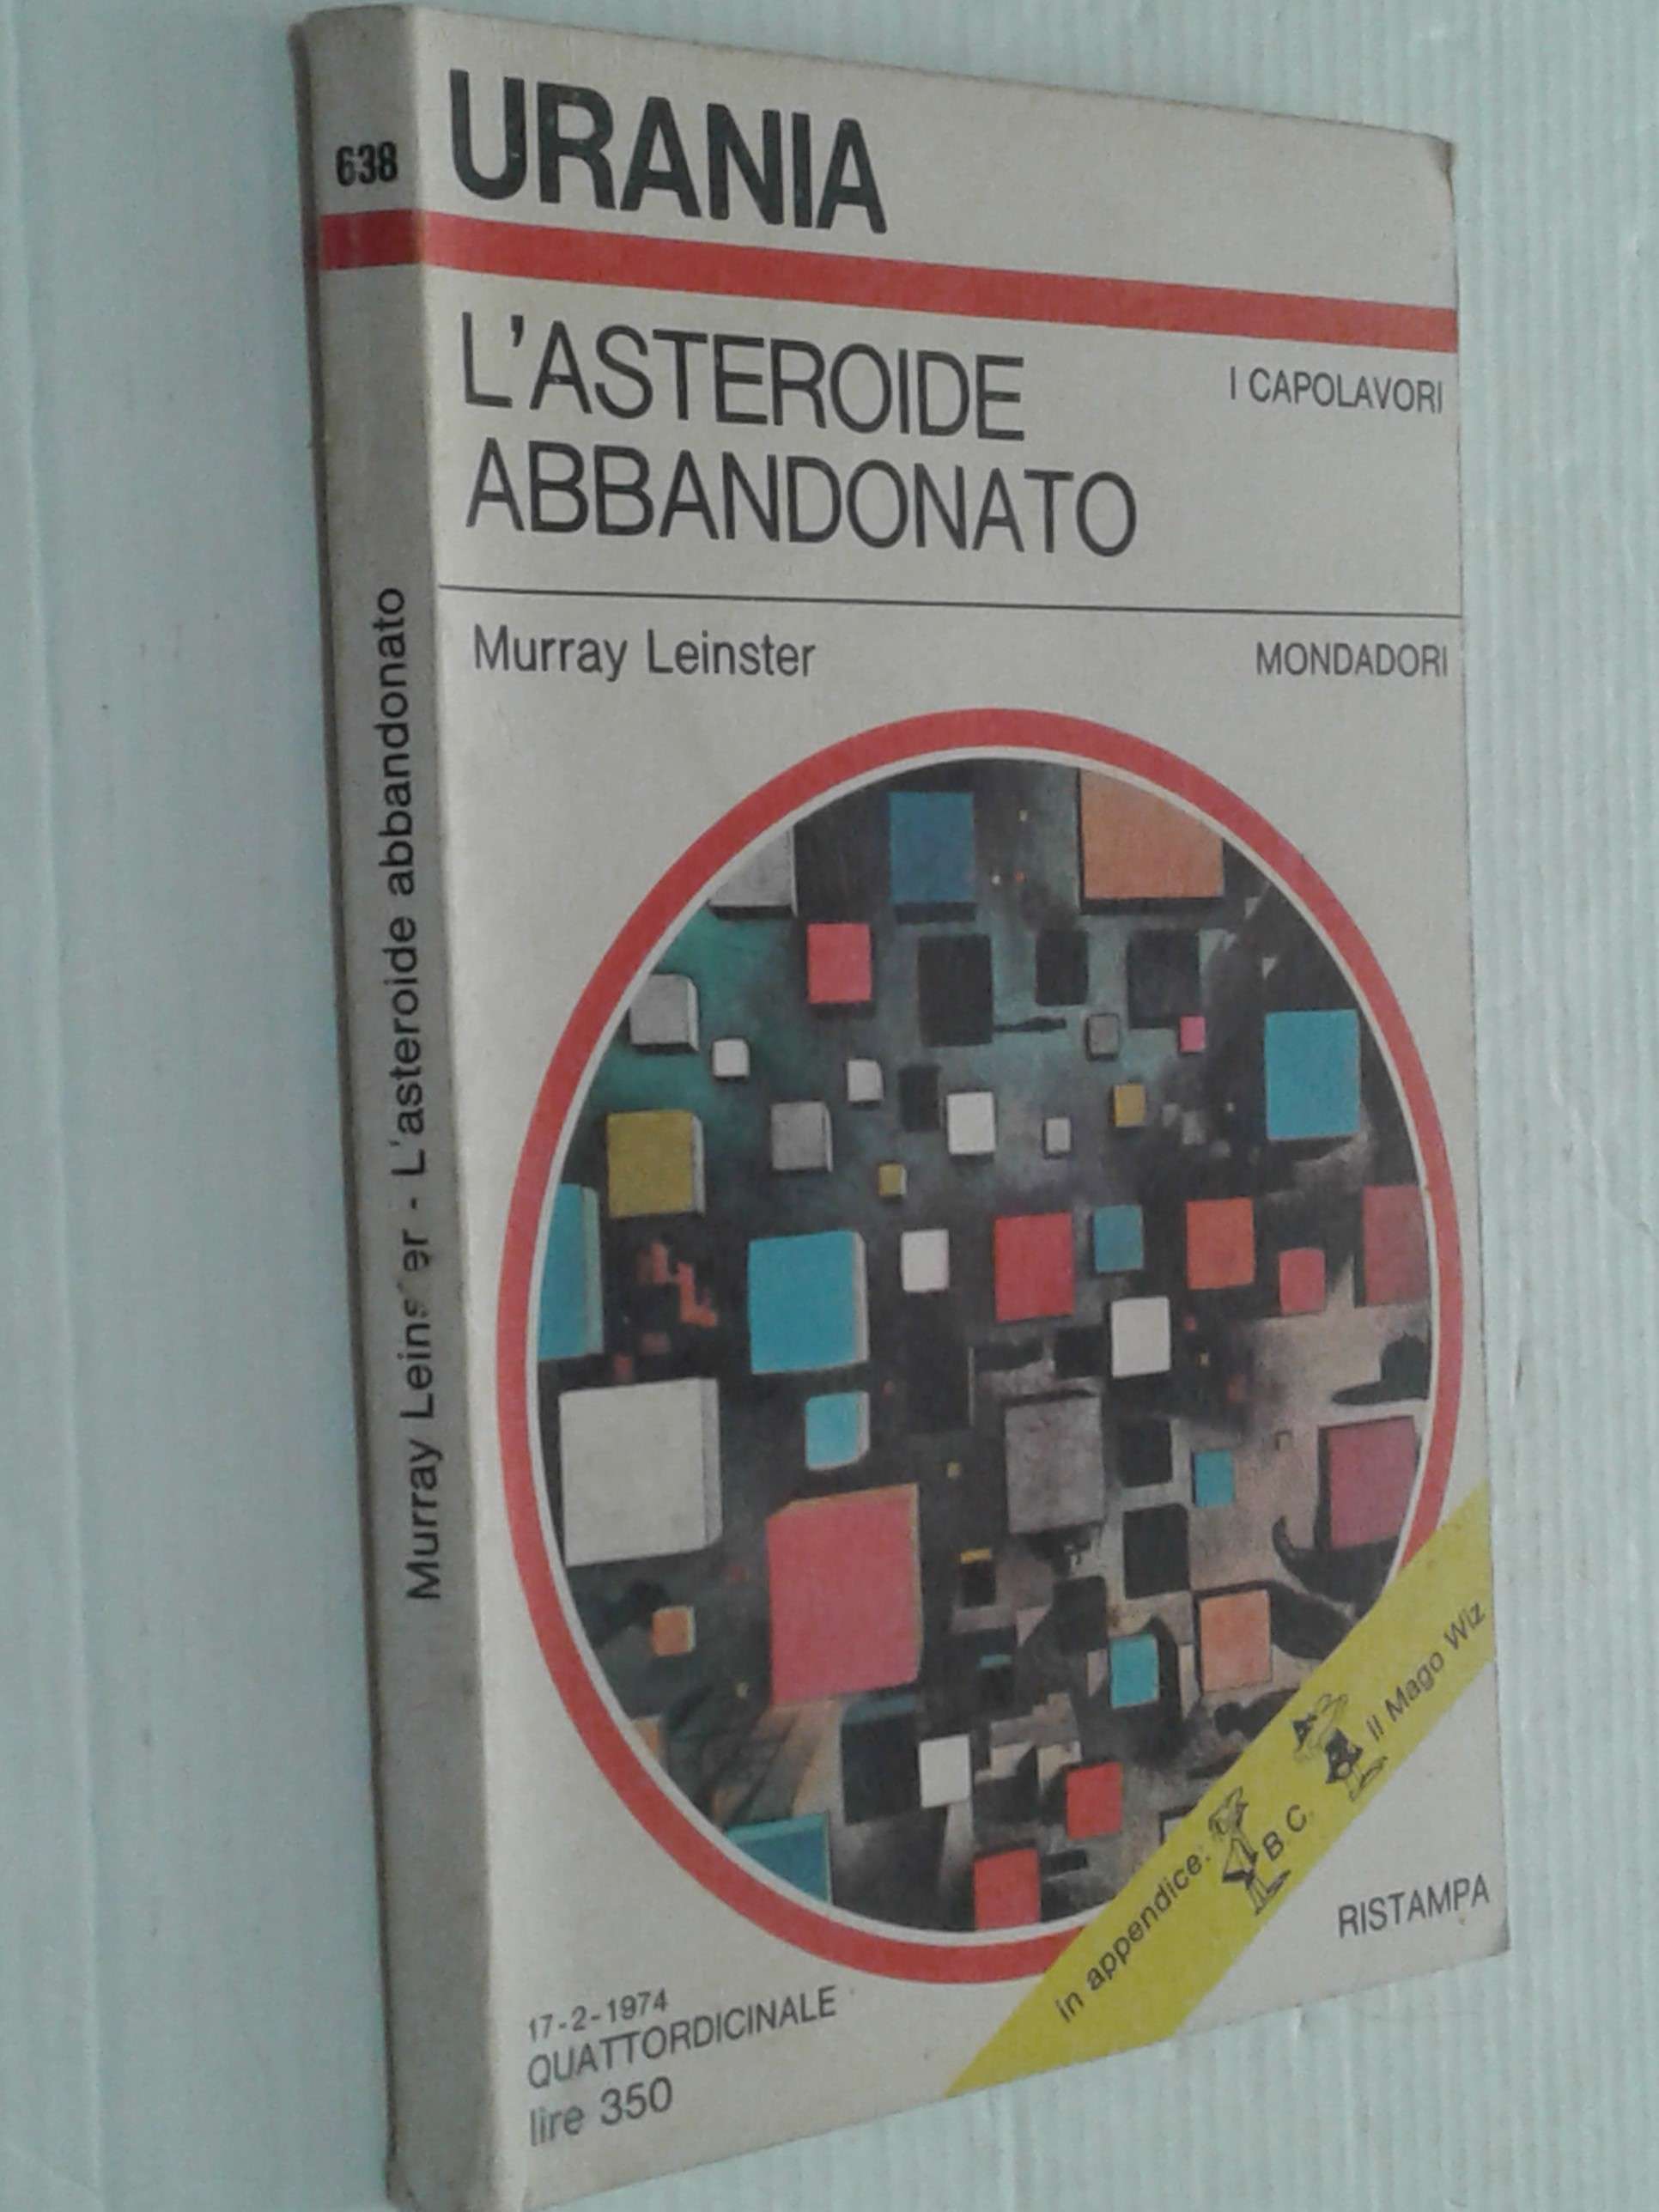 638
URANIA
L'ASTEROIDE
ABBANDONATO
I CAPOLAVORI
Murray Leinster
MONDADORI
Murray Leinster - L'asteroide abbandonato
in appendice: B.C. Il Mago Wiz
RISTAMPA
17-2-1974
QUATTORDICINALE
lire 350